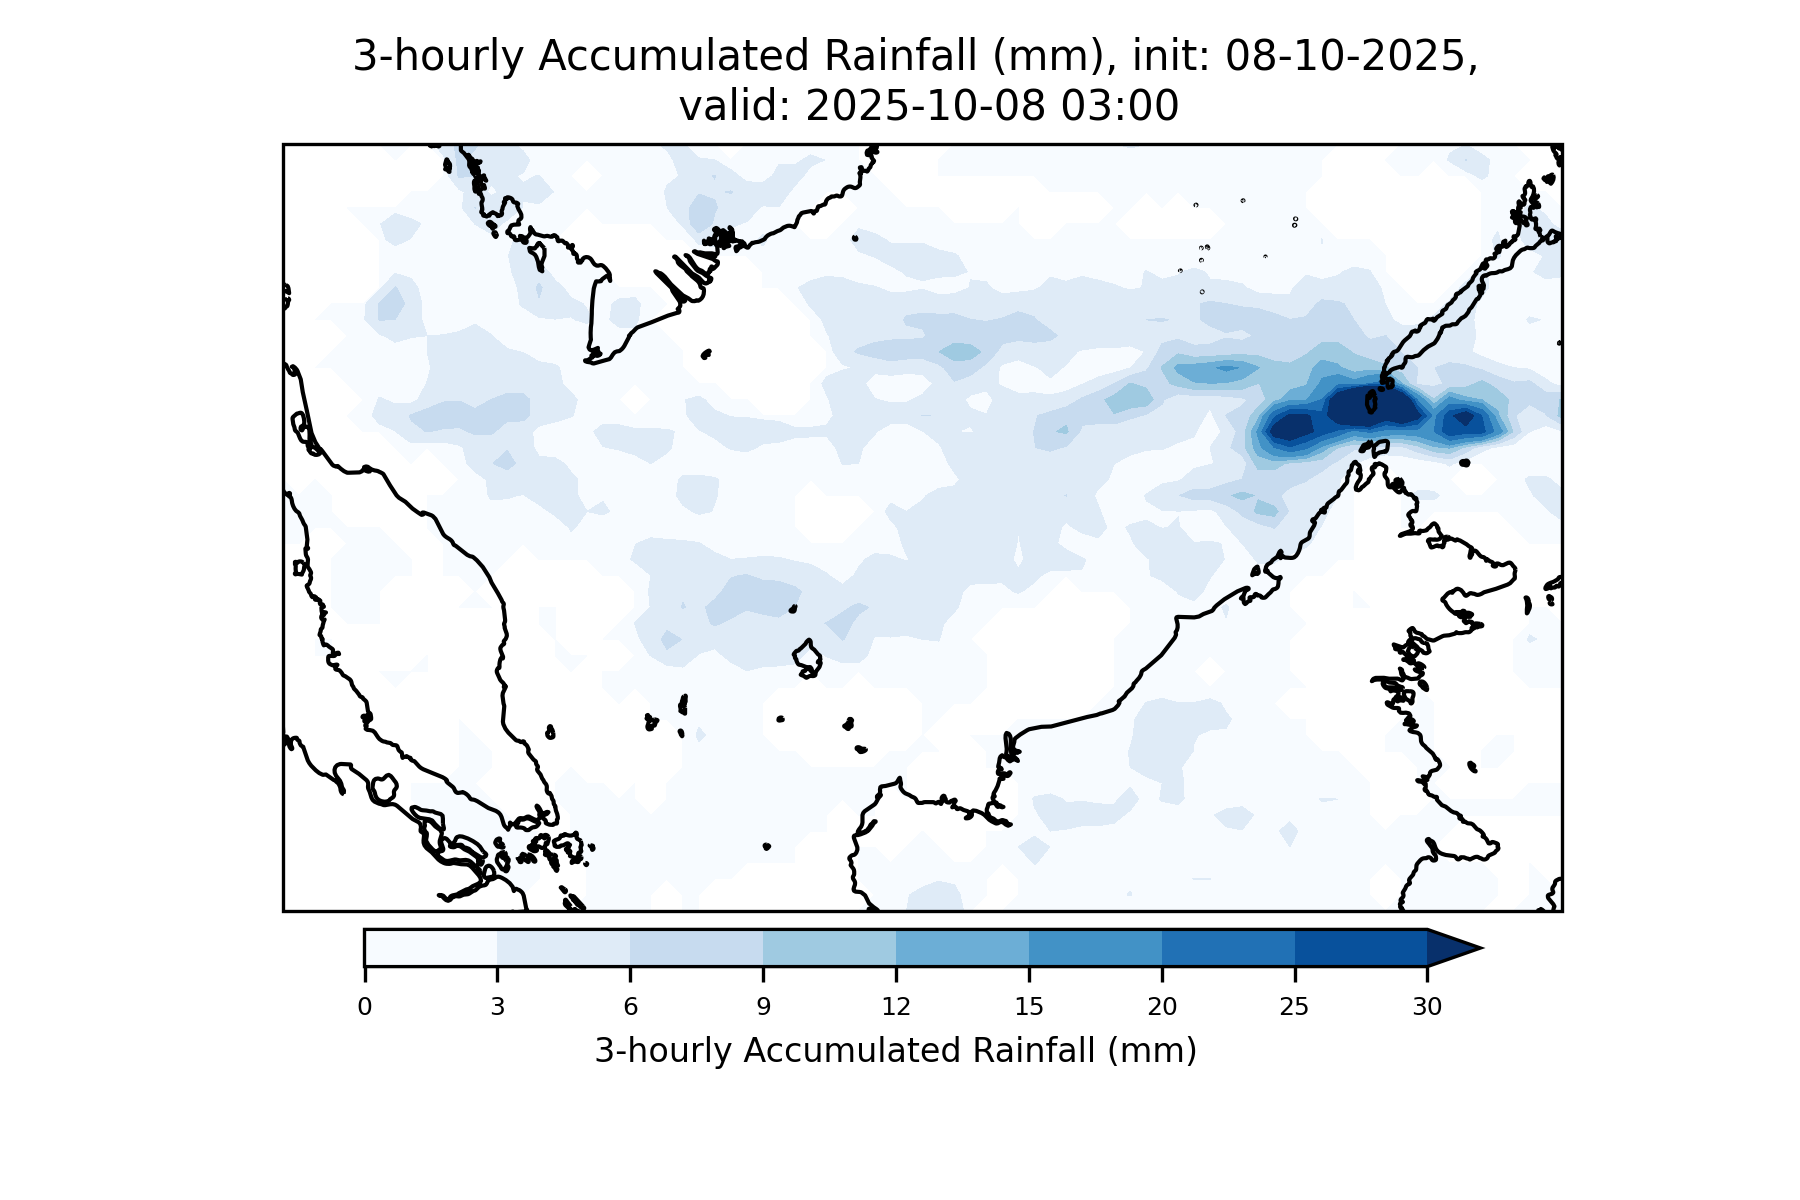 3-hourly Accumulated Rainfall (mm), init: 08-10-2025,
valid: 2025-10-08 03:00
0 3 6 9 12 15 20 25 30
3-hourly Accumulated Rainfall (mm)